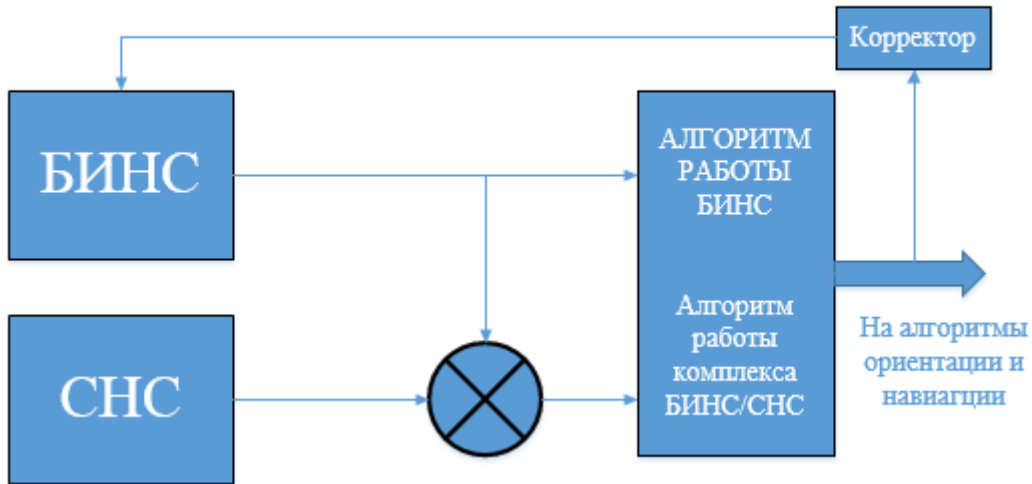 Корректор
БИНС
АЛГОРИТМ
РАБОТЫ
БИНС
СНС
Алгоритм
работы
комплекса
БИНС/СНС
На алгоритмы
ориентации и
навиагции